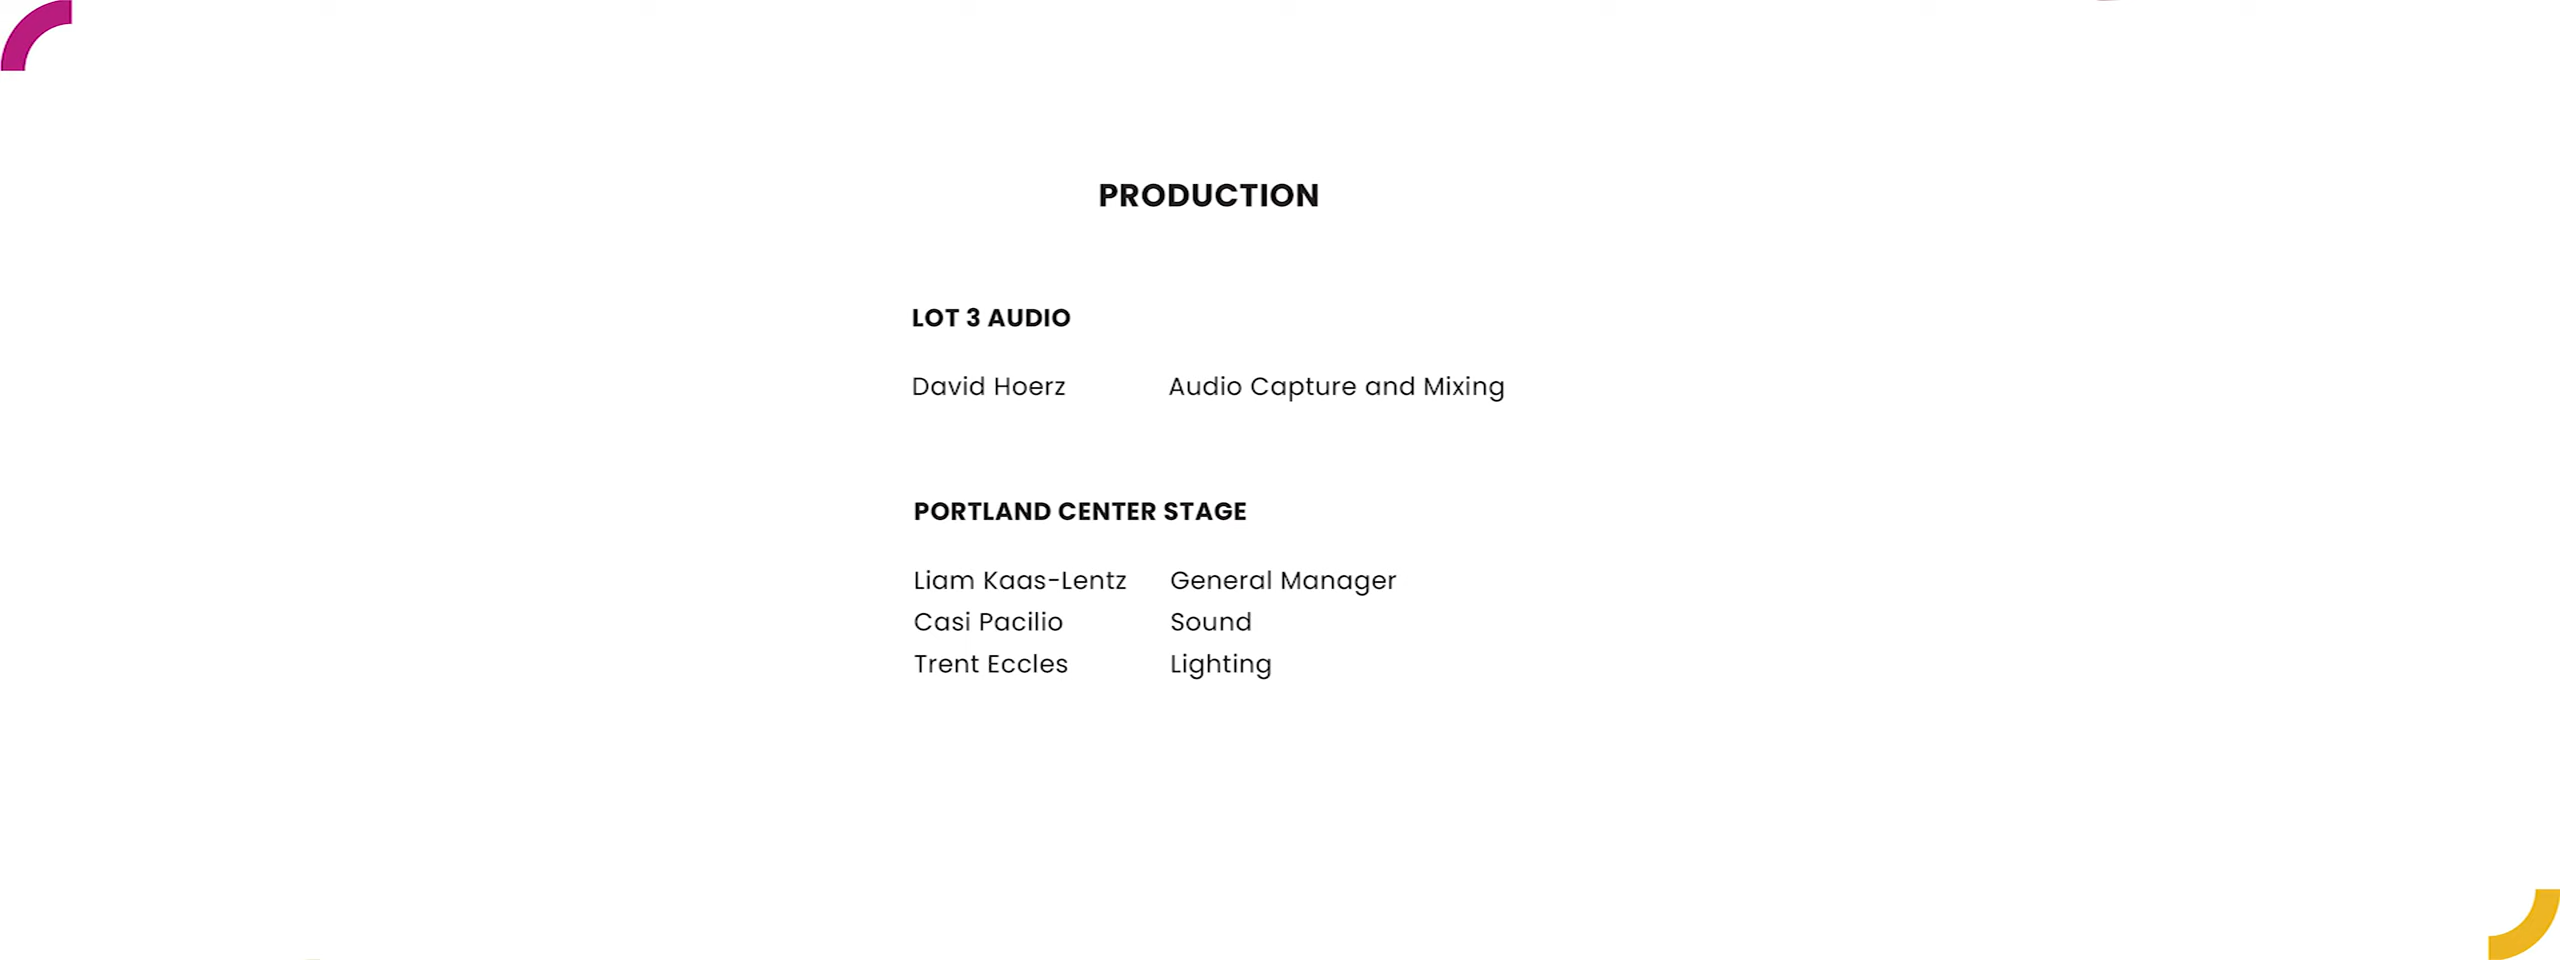 PRODUCTION
LOT 3 AUDIO
David Hoerz Audio Capture and Mixing
PORTLAND CENTER STAGE
Liam Kaas-Lentz General Manager
Casi Pacilio Sound
Trent Eccles Lighting